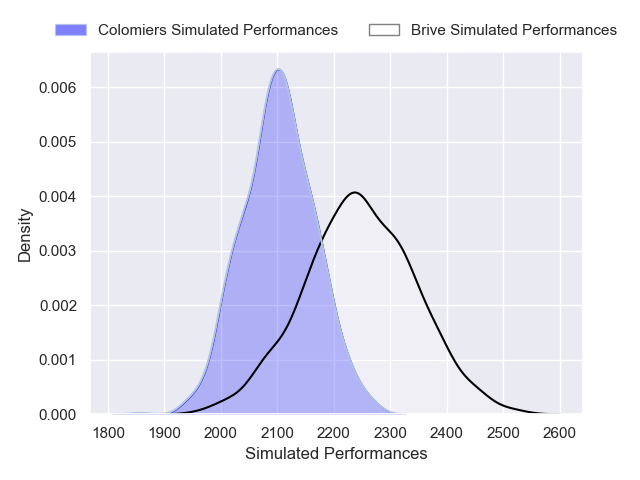 Colomiers Simulated Performances
Brive Simulated Performances
0.006
0.005
0.004
0.003
0.002
0.001
0.000
Density
1800 1900 2000 2100 2200 2300 2400 2500 2600
Simulated Performances